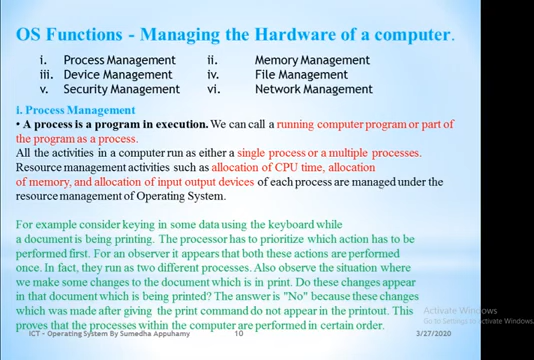 OS Functions - Managing the Hardware of a computer.
i. Process Management ii. Memory Management
iii. Device Management iv. File Management
v. Security Management vi. Network Management
i. Process Management
• A process is a program in execution. We can call a running computer program or part of
the program as a process.
All the activities in a computer run as either a single process or a multiple processes.
Resource management activities such as allocation of CPU time, allocation
of memory, and allocation of input output devices of each process are managed under the
resource management of Operating System.
For example consider keying in some data using the keyboard while
a document is being printing. The processor has to prioritize which action has to be
performed first. For an observer it appears that both these actions are performed
once. In fact, they run as two different processes. Also observe the situation where
we make some changes to the document which is in print. Do these changes appear
in that document which is being printed? The answer is "No" because these changes
which was made after giving the print command do not appear in the printout. This
proves that the processes within the computer are performed in certain order.
Activate Windows
Go to Settings to activate Windows.
ICT - Operating System By Sumedha Appuhamy 10 3/27/2020